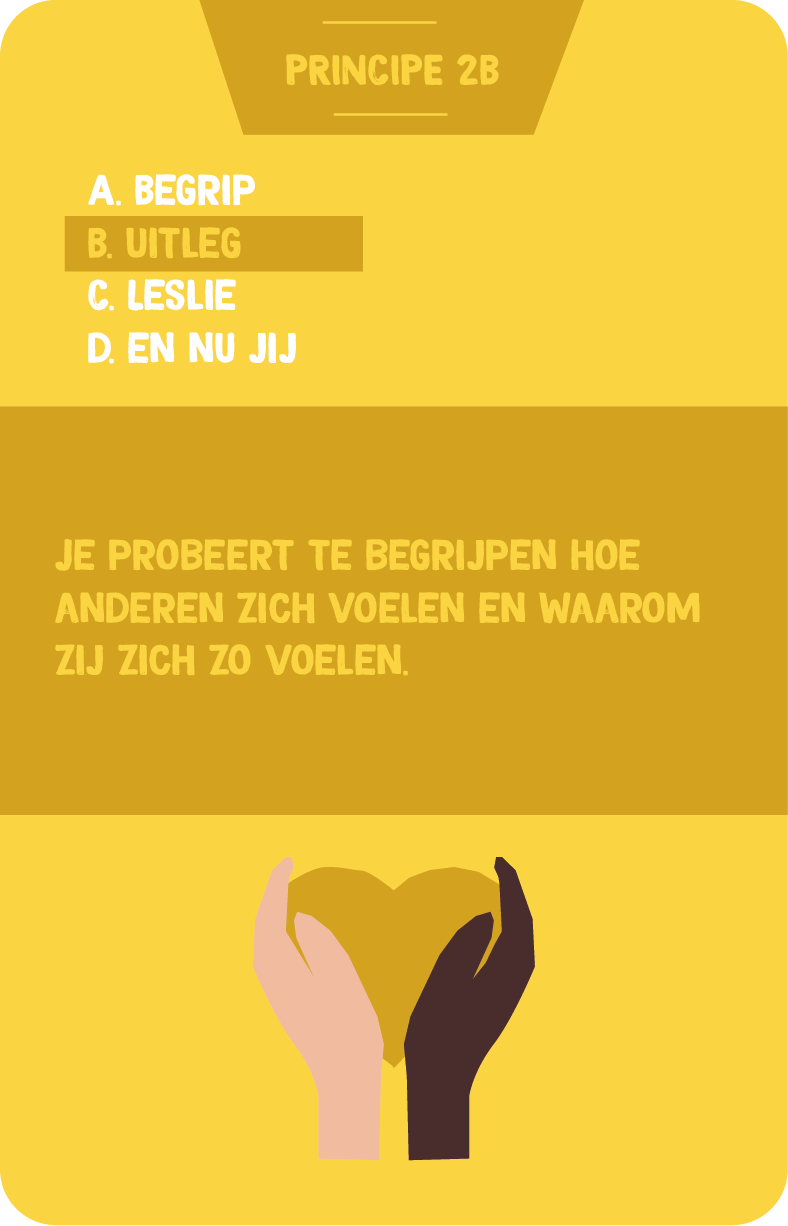 PRINCIPE 2B
A. BEGRIP
B. UITLEG
C. LESLIE
D. EN NU JIJ
JE PROBEERT TE BEGRIJPEN HOE
ANDEREN ZICH VOELEN EN WAAROM
ZIJ ZICH ZO VOELEN.